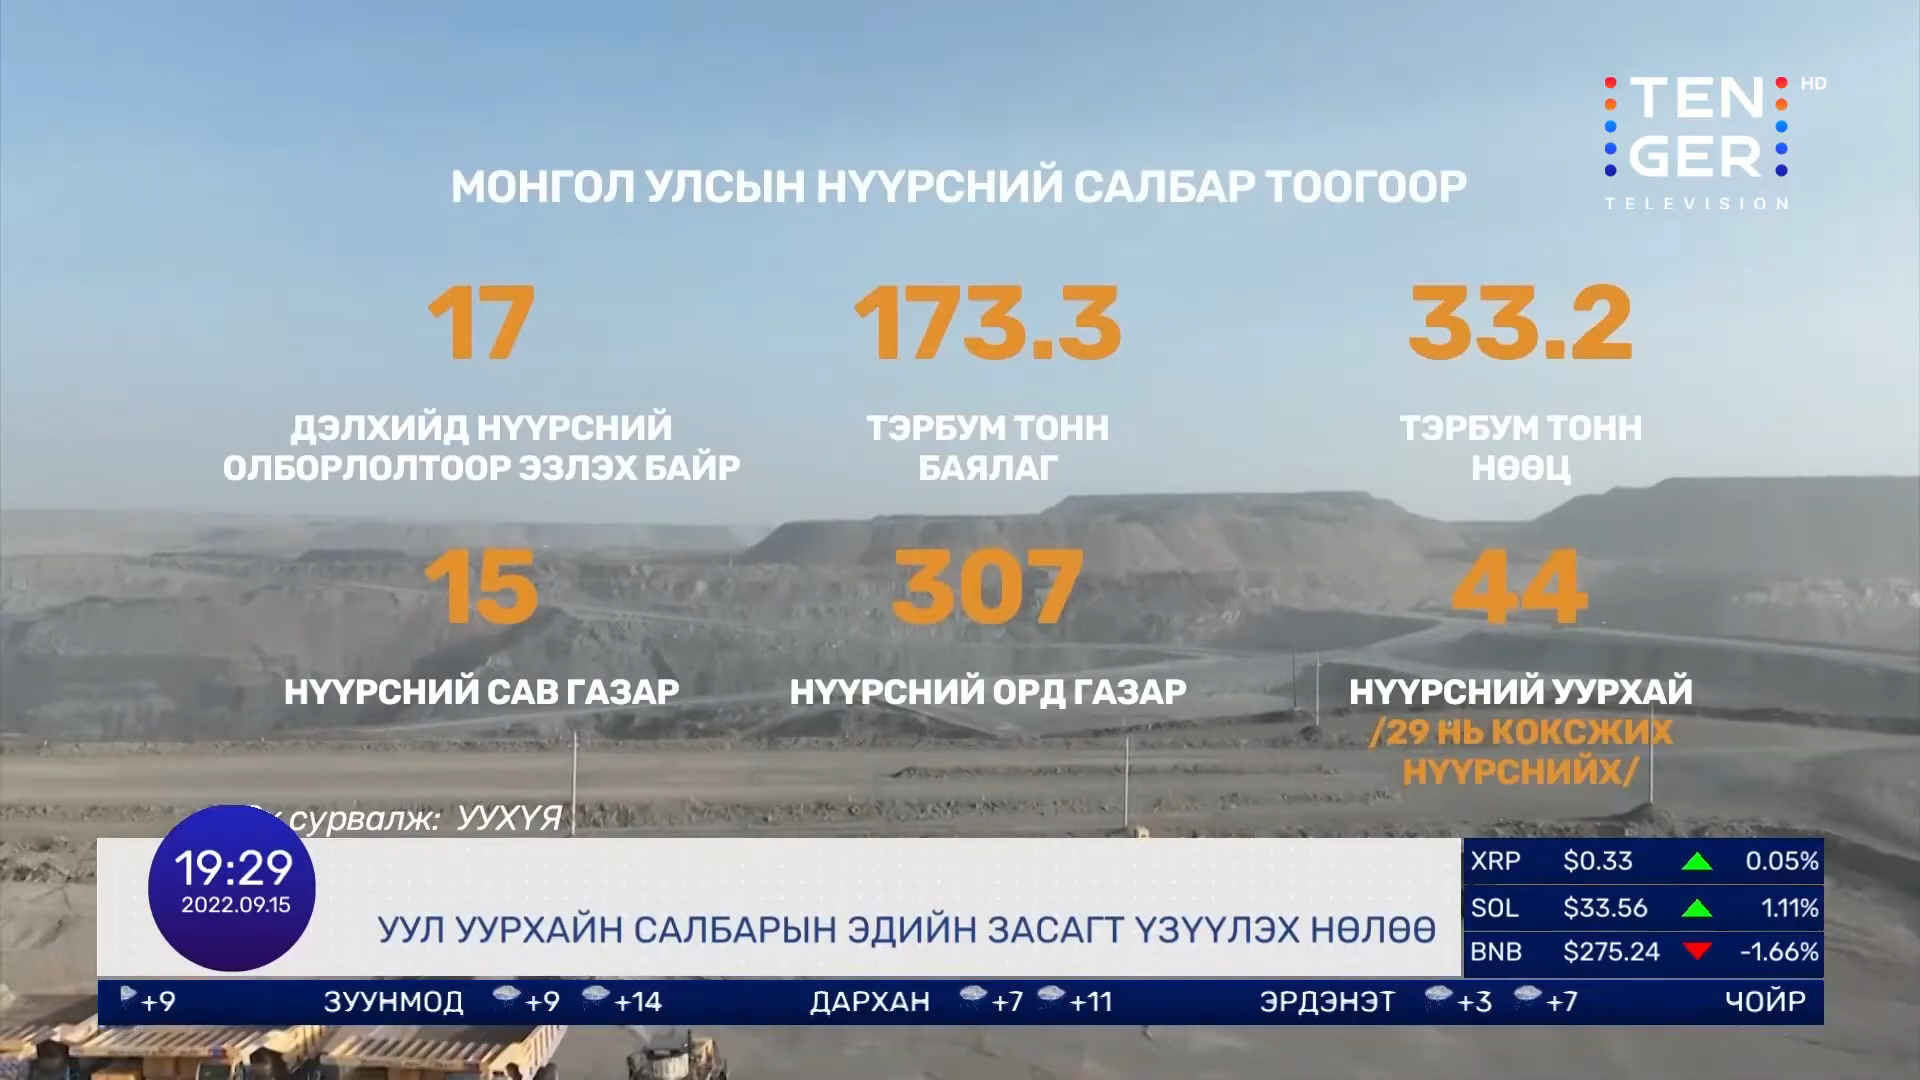 TEN
GER
HD
TELEVISION
МОНГОЛ УЛСЫН НҮҮРСНИЙ САЛБАР ТООГООР
17
ДЭЛХИЙД НҮҮРСНИЙ
ОЛБОРЛОЛТООР ЭЗЛЭХ БАЙР
173.3
ТЭРБУМ ТОНН
БАЯЛАГ
33.2
ТЭРБУМ ТОНН
НӨӨЦ
15
НҮҮРСНИЙ САВ ГАЗАР
307
НҮҮРСНИЙ ОРД ГАЗАР
44
НҮҮРСНИЙ УУРХАЙ
/29 НЬ КОКСЖИХ
НҮҮРСНИЙХ/
сурвалж: УУХҮЯ
19:29
2022.09.15
УУЛ УУРХАЙН САЛБАРЫН ЭДИЙН ЗАСАГТ ҮЗҮҮЛЭХ НӨЛӨӨ
XRP $0.33 0.05%
SOL $33.56 1.11%
BNB $275.24 -1.66%
+9 ЗУУНМОД +9 +14 ДАРХАН +7 +11 ЭРДЭНЭТ +3 +7 ЧОЙР